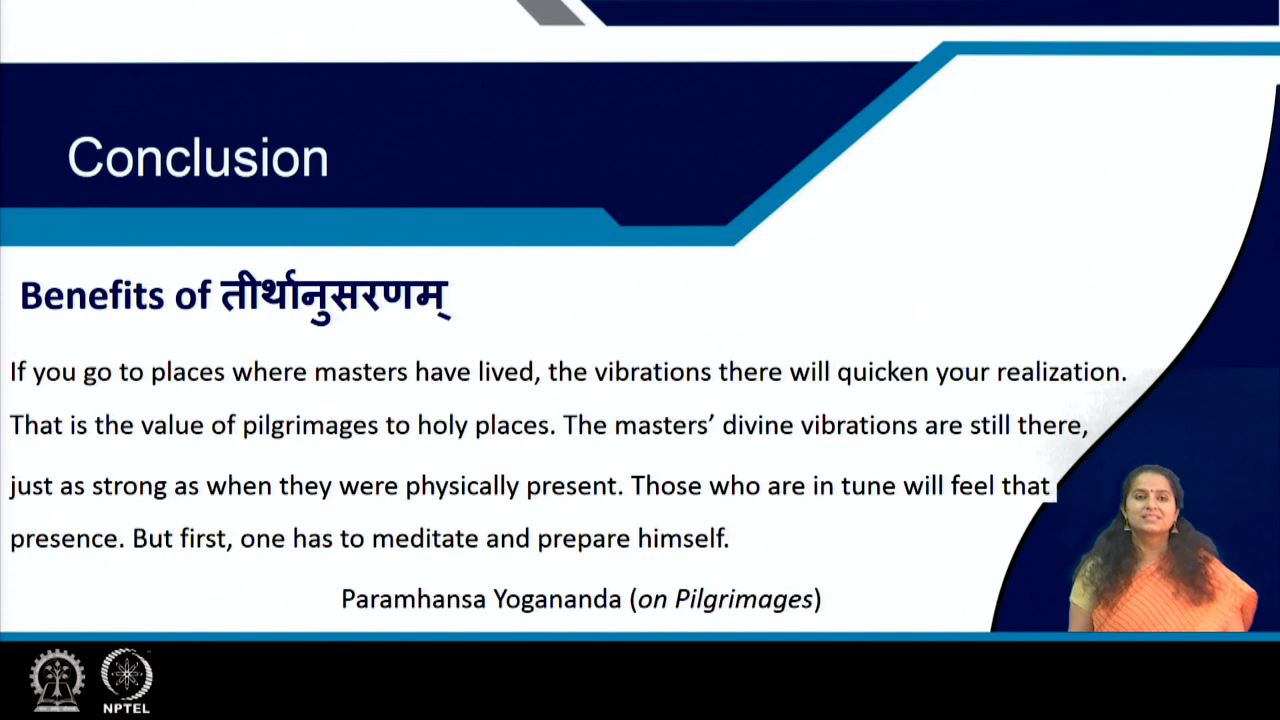 Conclusion
Benefits of तीर्थानुसरणम्
If you go to places where masters have lived, the vibrations there will quicken your realization.
That is the value of pilgrimages to holy places. The masters’ divine vibrations are still there,
just as strong as when they were physically present. Those who are in tune will feel that
presence. But first, one has to meditate and prepare himself.
Paramhansa Yogananda (on Pilgrimages)
NPTEL